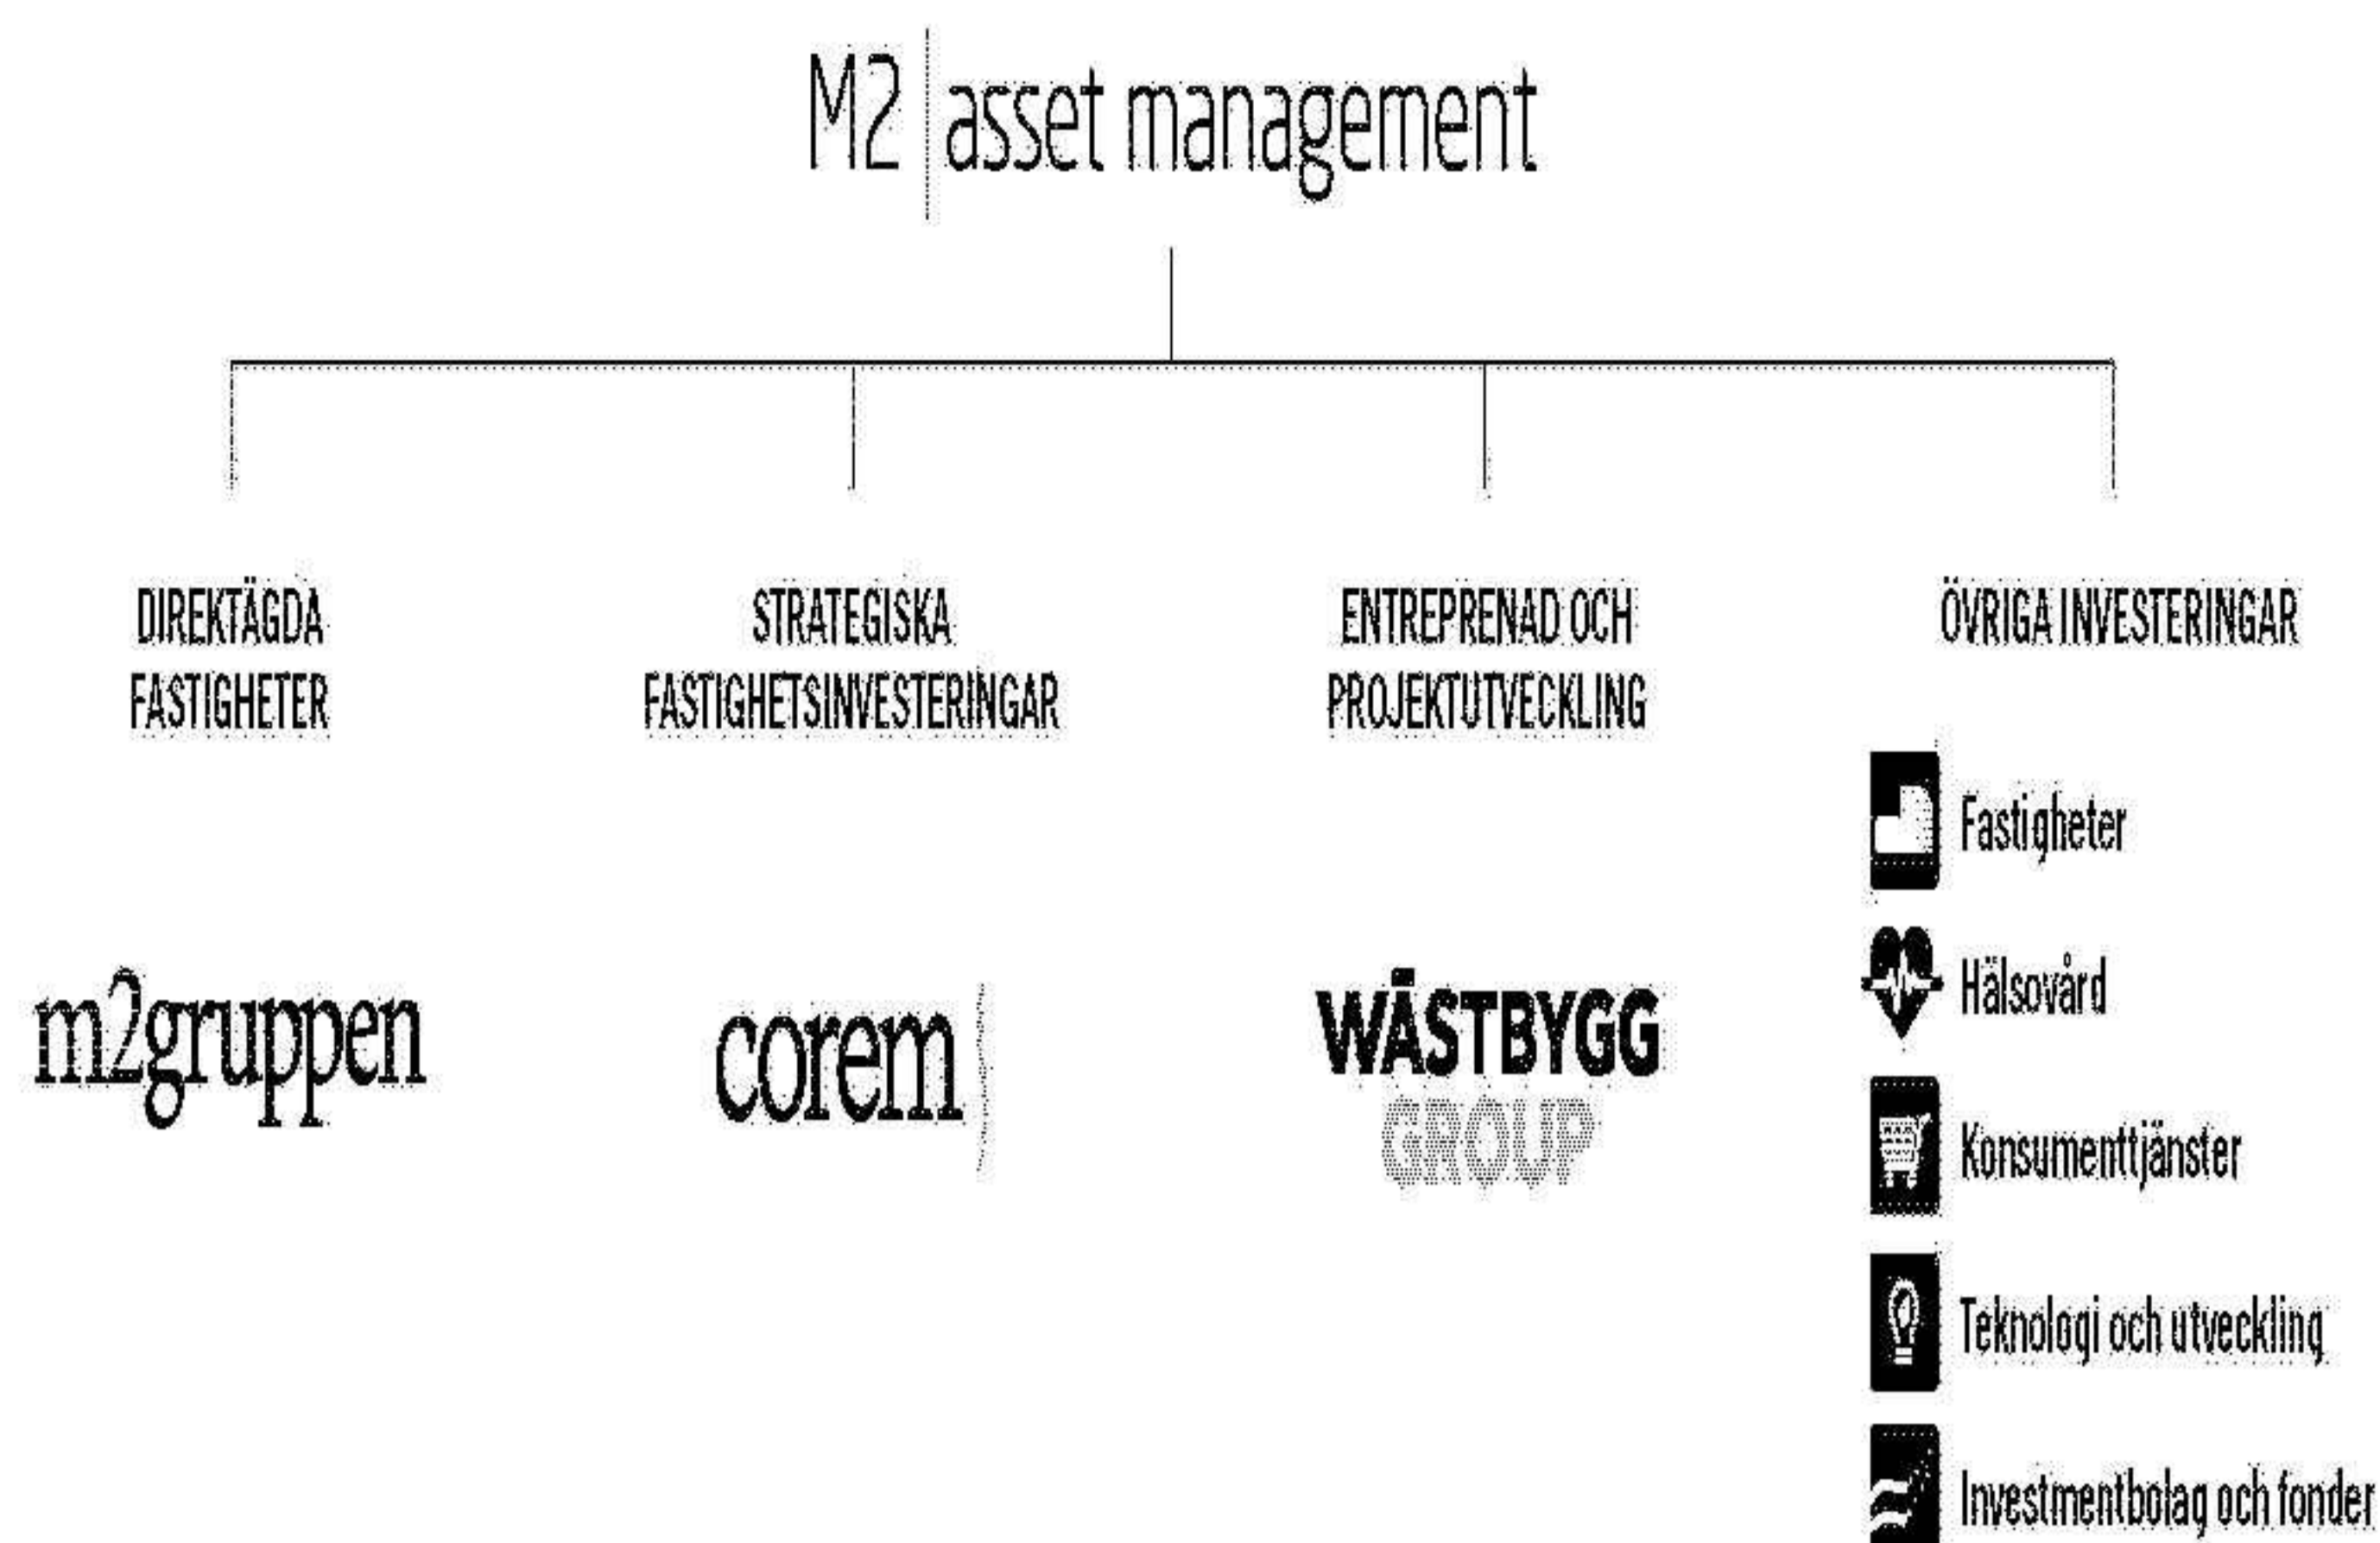 M2 asset management
DIREKTÄGDA
FASTIGHETER
m2gruppen
STRATEGISKA
FASTIGHETSINVESTERINGAR
corem
ENTREPRENAD OCH
PROJEKTUTVECKLING
WÄSTBYGG
GROUP
ÖVRIGA INVESTERINGAR
Fastigheter
Hälsovård
Konsumenttjänster
Teknologi och utveckling
Investmentbolag och fonder